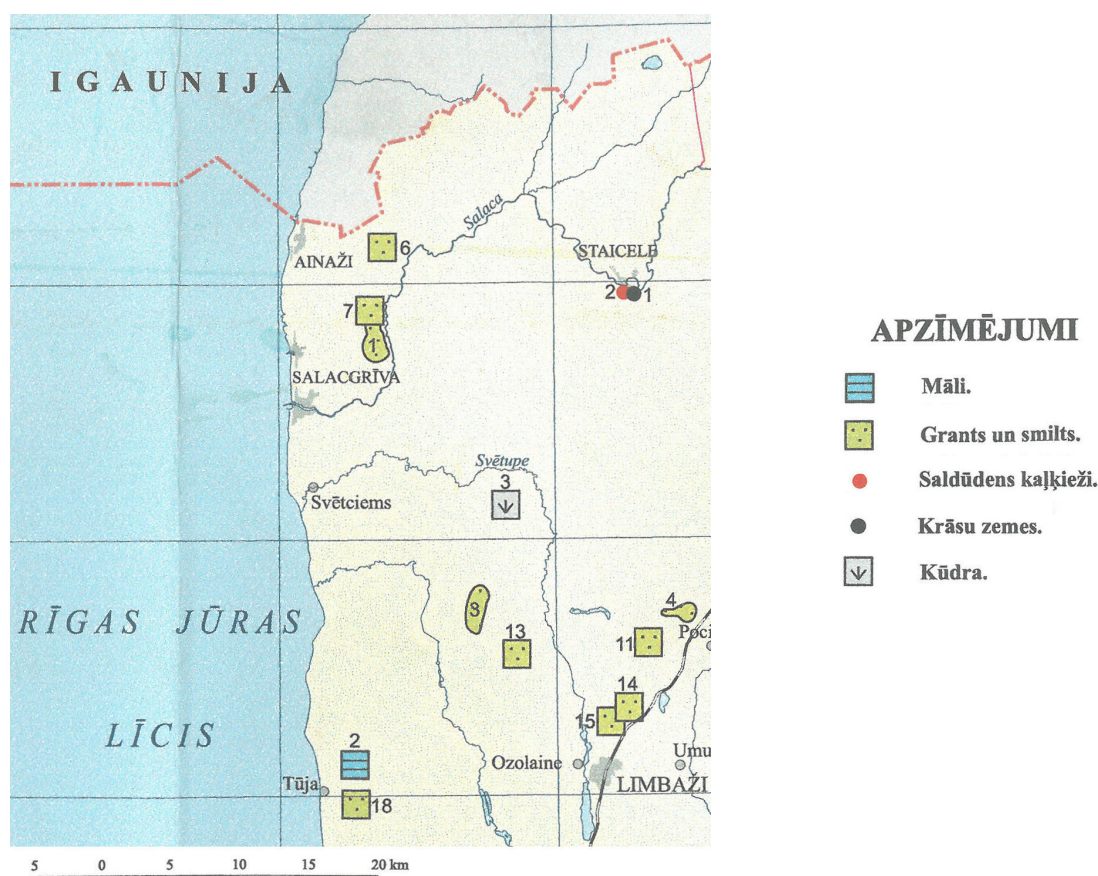 IGAUNIJA
Salaca
6
AINAŽI
STAICELE
2
1
7
1
SALACGRĪVA
Svētupe
3
Svētciems
3
4
RĪGAS JŪRAS
LĪCIS
Poci
11
13
14
15
2
Ozolaine
Umu
LIMBAŽI
Tūja
18
5 0 5 10 15 20 km
APZĪMĒJUMI
Māli.
Grants un smilts.
Saldūdens kaļķieži.
Krāsu zemes.
Kūdra.